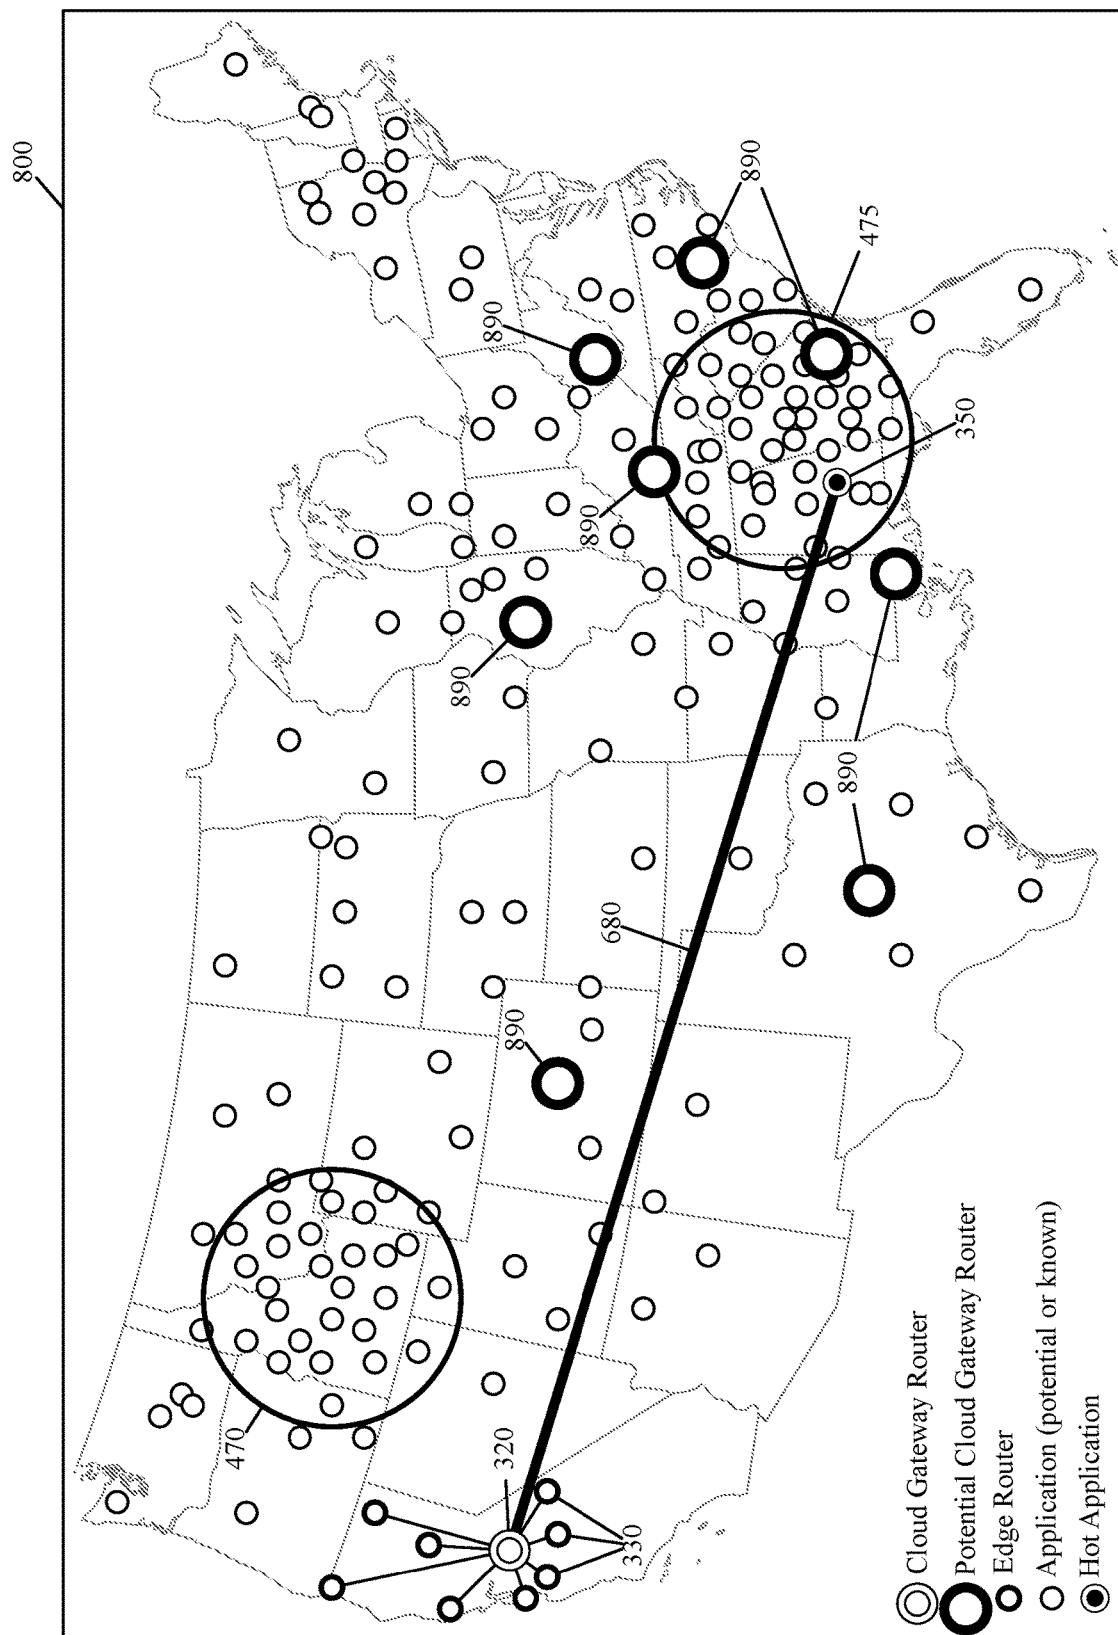 800
890
475
890
350
890
890
890
680
890
470
320
330
Cloud Gateway Router
Potential Cloud Gateway Router
Edge Router
Application (potential or known)
Hot Application